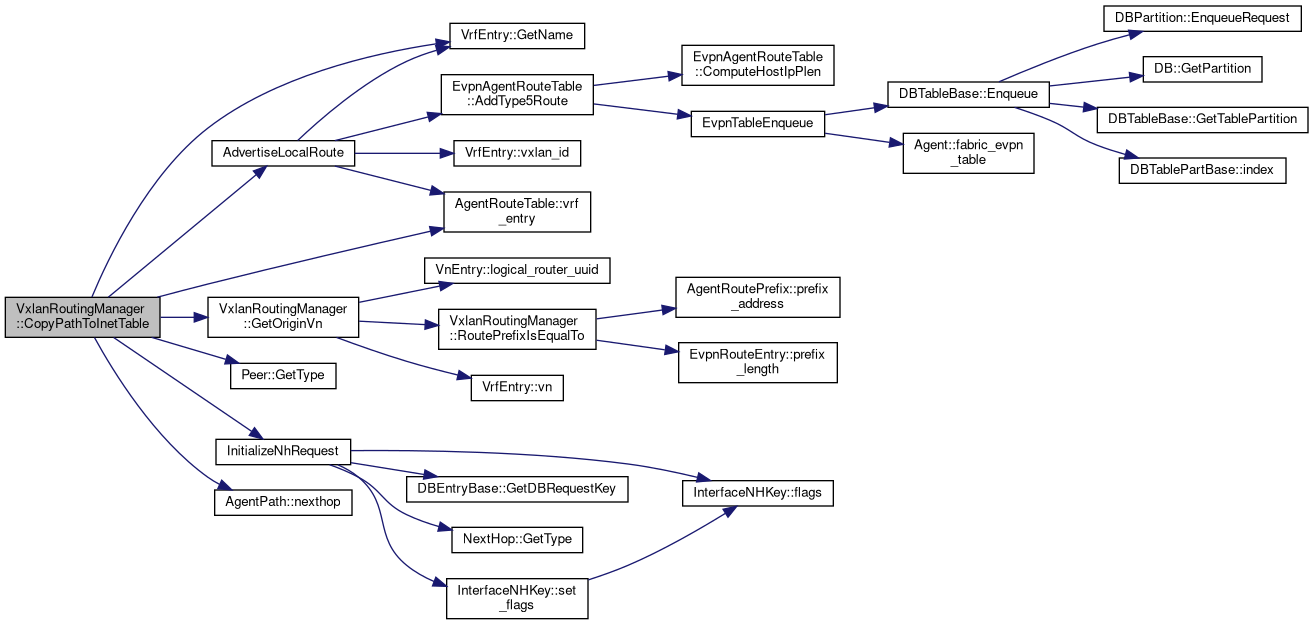 VxlanRoutingManager
::CopyPathToInetTable
VrfEntry::GetName
AdvertiseLocalRoute
EvpnAgentRouteTable
::AddType5Route
VrfEntry::vxlan_id
AgentRouteTable::vrf
_entry
EvpnAgentRouteTable
::ComputeHostIpPlen
EvpnTableEnqueue
DBTableBase::Enqueue
Agent::fabric_evpn
_table
DBPartition::EnqueueRequest
DB::GetPartition
DBTableBase::GetTablePartition
DBTablePartBase::index
VxlanRoutingManager
::GetOriginVn
VnEntry::logical_router_uuid
VxlanRoutingManager
::RoutePrefixIsEqualTo
VrfEntry::vn
AgentRoutePrefix::prefix
_address
EvpnRouteEntry::prefix
_length
Peer::GetType
InitializeNhRequest
AgentPath::nexthop
DBEntryBase::GetDBRequestKey
NextHop::GetType
InterfaceNHKey::set
_flags
InterfaceNHKey::flags